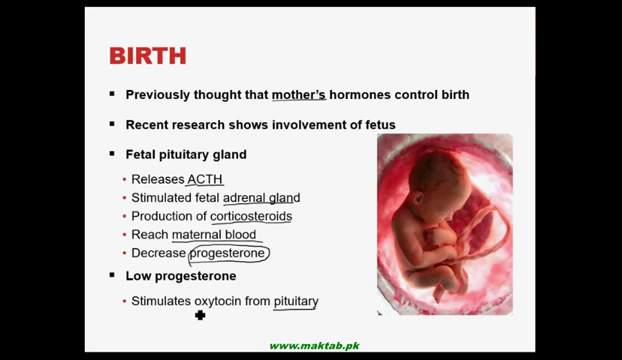 BIRTH
Previously thought that mother's hormones control birth
Recent research shows involvement of fetus
Fetal pituitary gland
Releases ACTH
Stimulated fetal adrenal gland
Production of corticosteroids
Reach maternal blood
Decrease progesterone
Low progesterone
Stimulates oxytocin from pituitary
www.maktab.pk